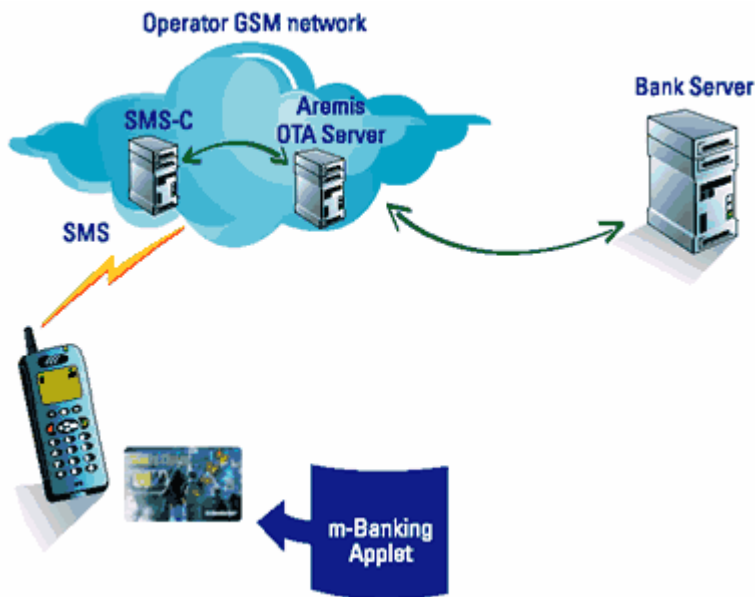 Operator GSM network
SMS-C
Aremis
OTA Server
Bank Server
SMS
m-Banking
Applet